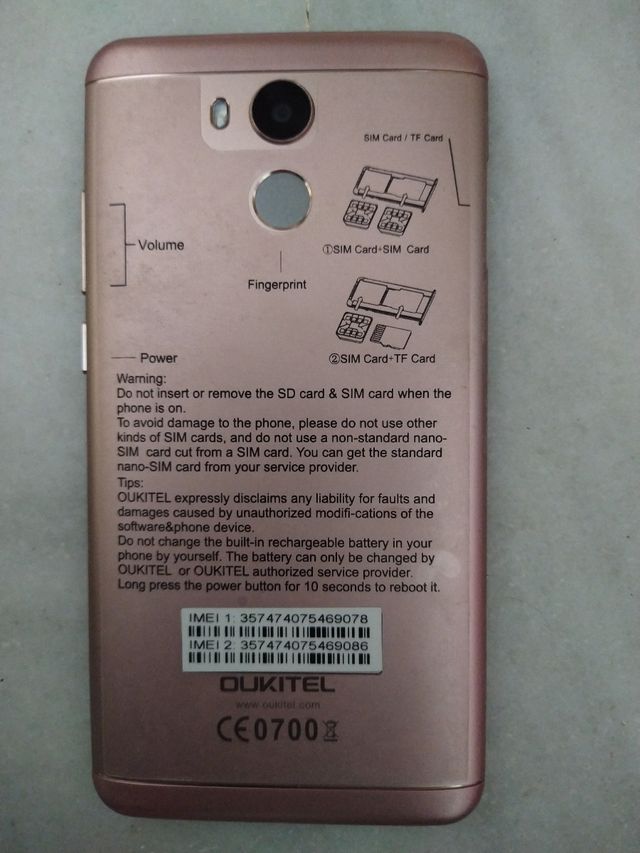 SIM Card / TF Card
①SIM Card+SIM Card
Volume
Fingerprint
②SIM Card+TF Card
Power
Warning:
Do not insert or remove the SD card & SIM card when the
phone is on.
To avoid damage to the phone, please do not use other
kinds of SIM cards, and do not use a non-standard nano-
SIM card cut from a SIM card. You can get the standard
nano-SIM card from your service provider.
Tips:
OUKITEL expressly disclaims any liability for faults and
damages caused by unauthorized modifi-cations of the
software&phone device.
Do not change the built-in rechargeable battery in your
phone by yourself. The battery can only be changed by
OUKITEL or OUKITEL authorized service provider.
Long press the power button for 10 seconds to reboot it.
IMEI 1: 357474075469078
IMEI 2: 357474075469086
OUKITEL
www.oukitel.com
CE0700